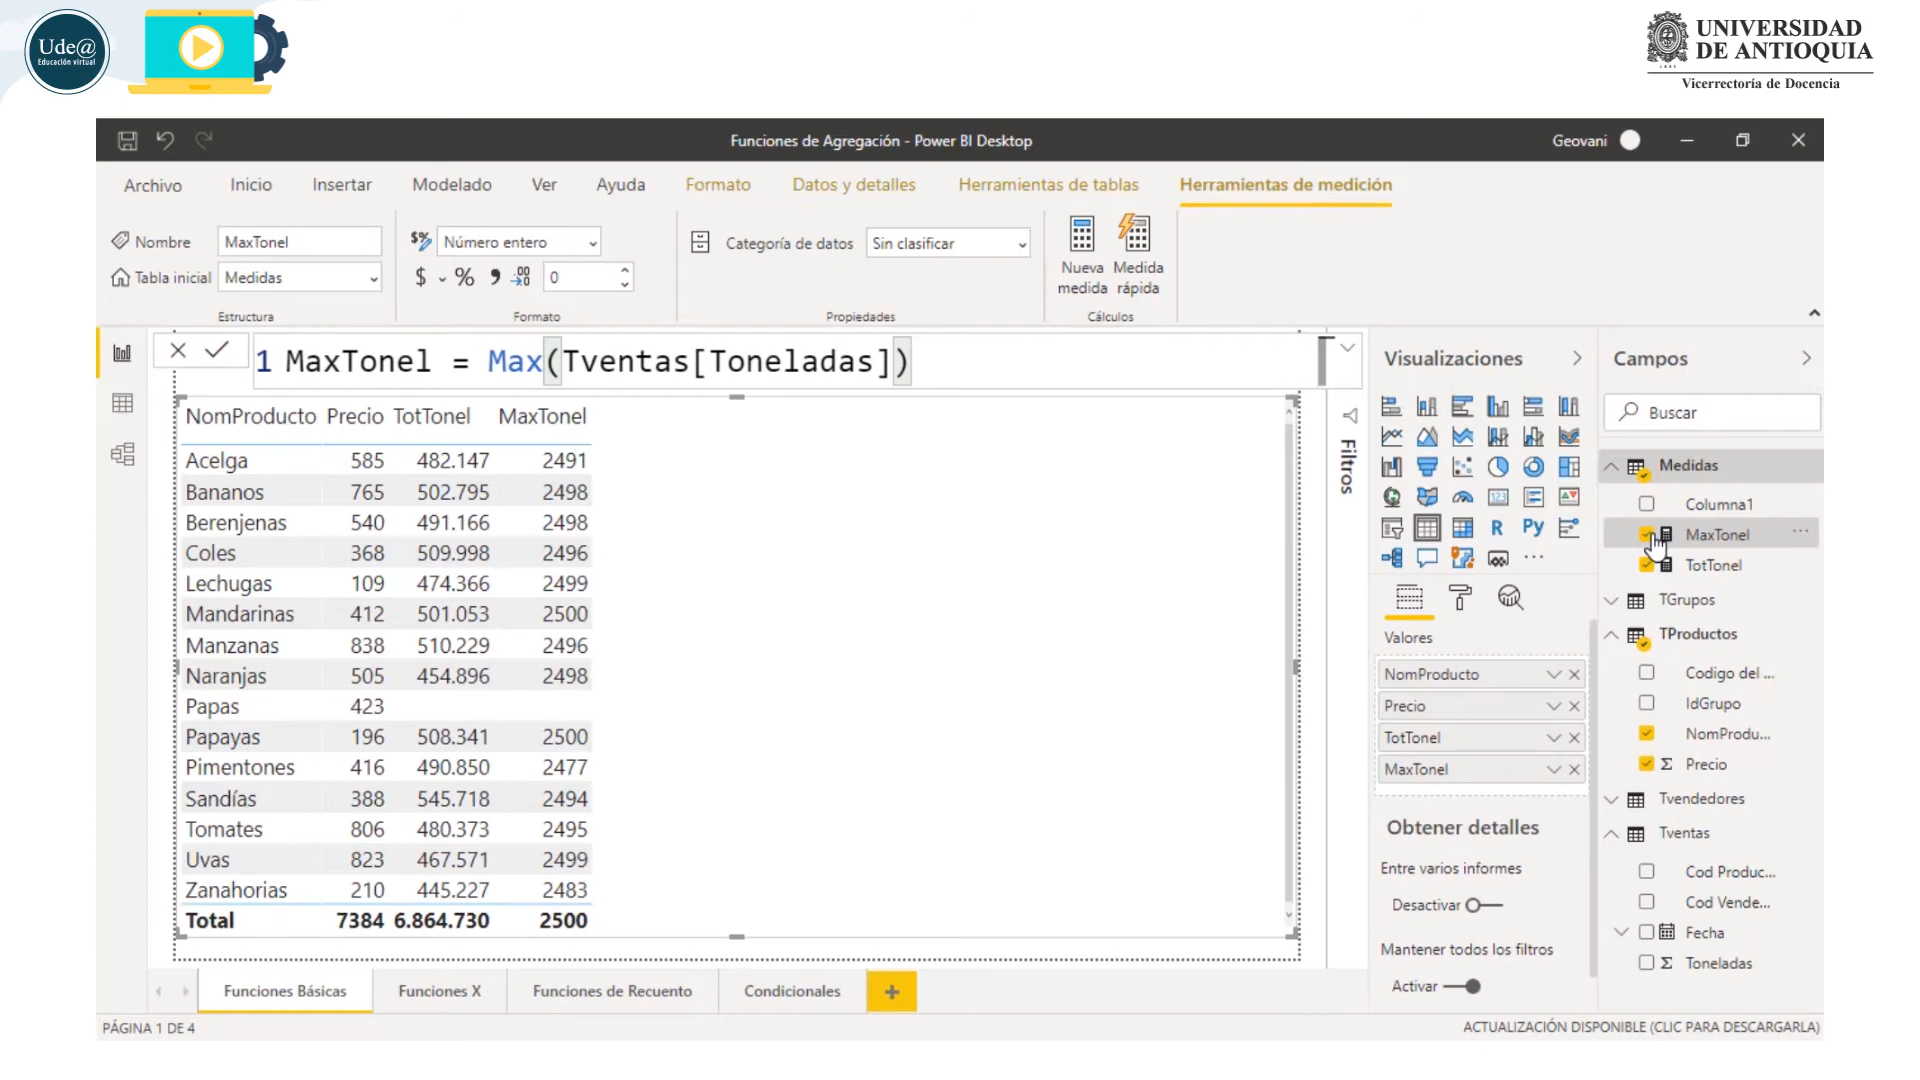 Ude@
Educación virtual
UNIVERSIDAD
DE ANTIOQUIA
Vicerrectoría de Docencia
Funciones de Agregación - Power BI Desktop
Geovani
Archivo Inicio Insertar Modelado Ver Ayuda Formato Datos y detalles Herramientas de tablas Herramientas de medición
Nombre MaxTonel
Tabla inicial Medidas
Estructura
$% Número entero
$ % 9 .00 0
Formato
Categoría de datos Sin clasificar
Propiedades
Nueva medida
Medida rápida
Cálculos
1 MaxTonel = Max(Tventas[Toneladas])
NomProducto Precio TotTonel MaxTonel
Acelga 585 482.147 2491
Bananos 765 502.795 2498
Berenjenas 540 491.166 2498
Coles 368 509.998 2496
Lechugas 109 474.366 2499
Mandarinas 412 501.053 2500
Manzanas 838 510.229 2496
Naranjas 505 454.896 2498
Papas 423
Papayas 196 508.341 2500
Pimentones 416 490.850 2477
Sandías 388 545.718 2494
Tomates 806 480.373 2495
Uvas 823 467.571 2499
Zanahorias 210 445.227 2483
Total 7384 6.864.730 2500
Filtros
Visualizaciones
123
R Py
...
Valores
NomProducto
Precio
TotTonel
MaxTonel
Obtener detalles
Entre varios informes
Desactivar
Mantener todos los filtros
Activar
Campos
Buscar
Medidas
Columna1
MaxTonel ...
TotTonel
TGrupos
TProductos
Codigo del ...
IdGrupo
NomProdu...
Σ Precio
Tvendedores
Tventas
Cod Produc...
Cod Vende...
Fecha
Σ Toneladas
Funciones Básicas Funciones X Funciones de Recuento Condicionales +
PÁGINA 1 DE 4
ACTUALIZACIÓN DISPONIBLE (CLIC PARA DESCARGARLA)